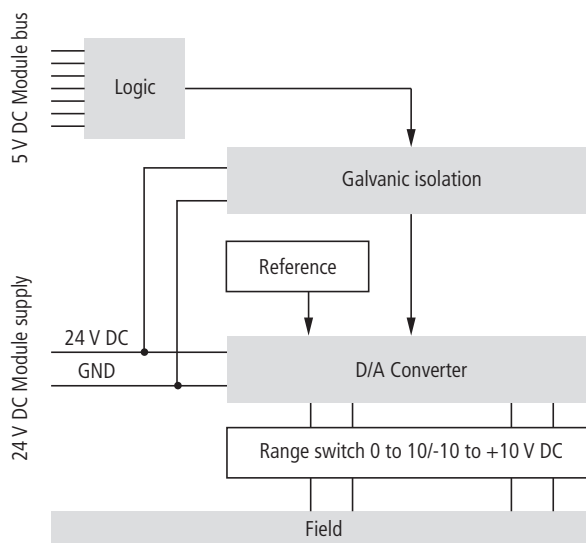 5 V DC Module bus
Logic
Galvanic isolation
Reference
24 V DC Module supply
24 V DC
GND
D/A Converter
Range switch 0 to 10/-10 to +10 V DC
Field